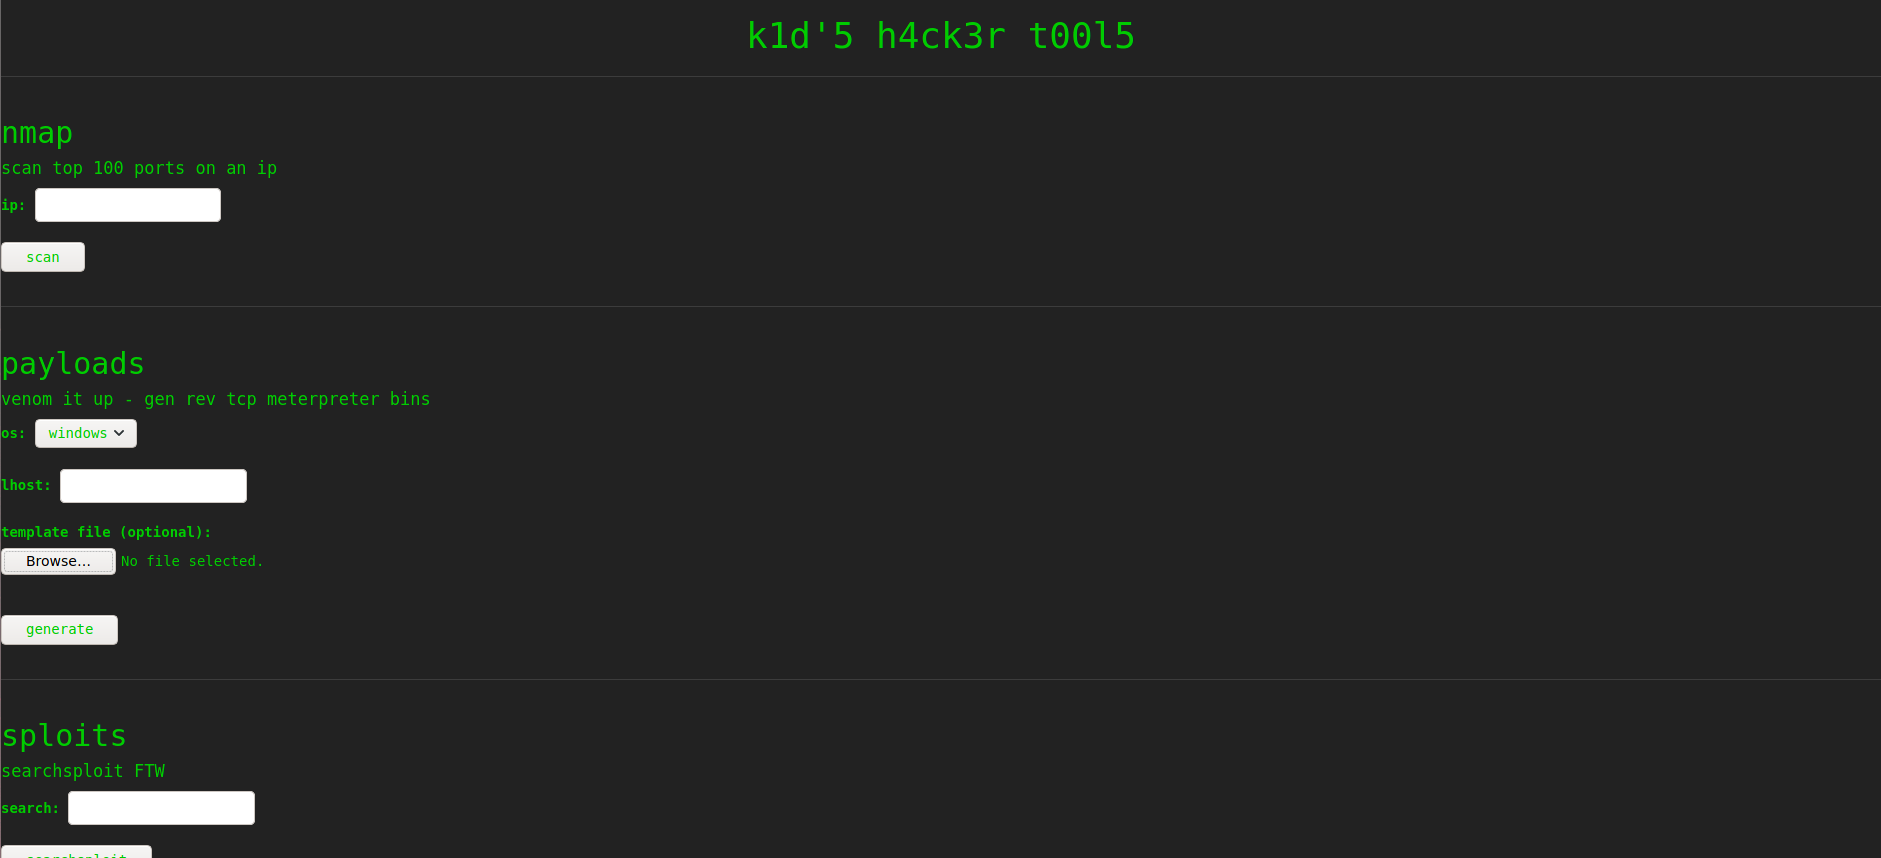 k1d'5 h4ck3r t00l5
nmap
scan top 100 ports on an ip
ip:
scan
payloads
venom it up - gen rev tcp meterpreter bins
os: windows
lhost:
template file (optional):
Browse... No file selected.
generate
sploits
searchsploit FTW
search:
searchsploit